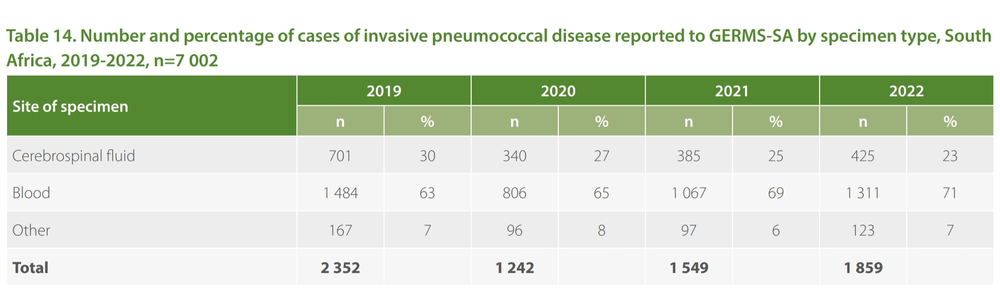 Table 14. Number and percentage of cases of invasive pneumococcal disease reported to GERMS-SA by specimen type, South
Africa, 2019-2022, n=7 002
Site of specimen 2019 2020 2021 2022
n % n % n % n %
Cerebrospinal fluid 701 30 340 27 385 25 425 23
Blood 1 484 63 806 65 1 067 69 1 311 71
Other 167 7 96 8 97 6 123 7
Total 2 352 1 242 1 549 1 859